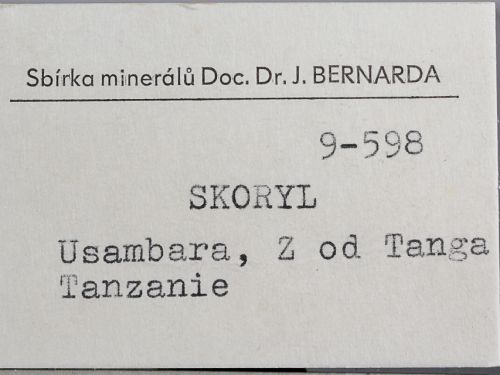 Sbírka minerálů Doc. Dr. J. BERNARDA
9-598
SKORYL
Usambara, Z od Tanga
Tanzanie